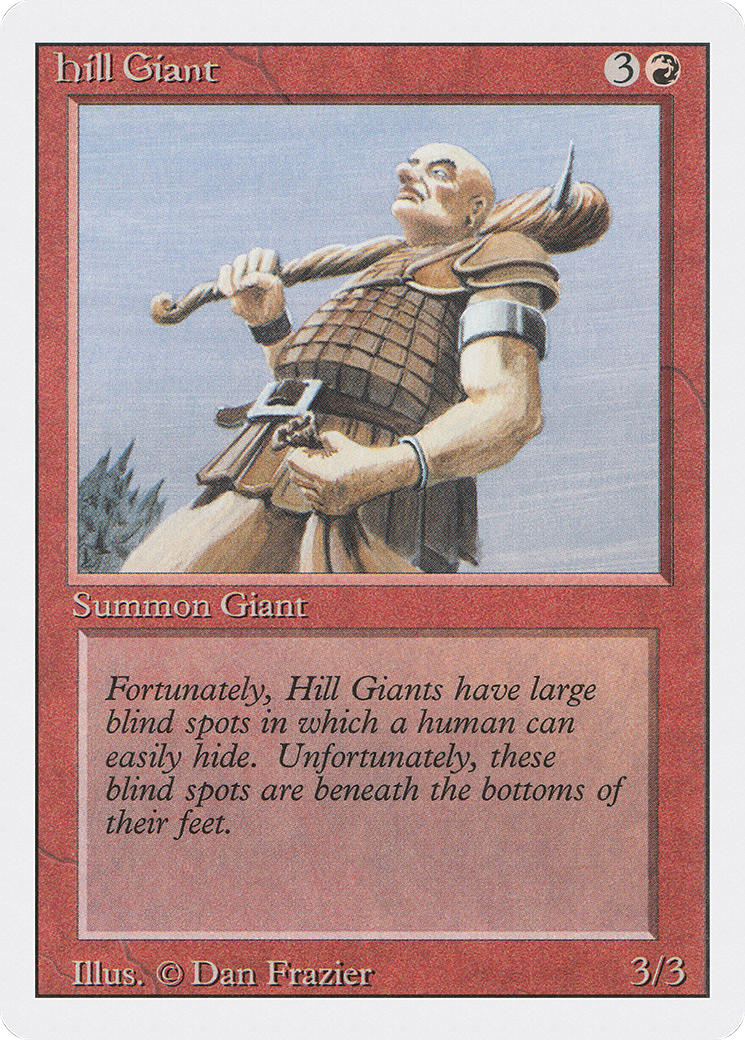 Hill Giant 3
Summon Giant
Fortunately, Hill Giants have large
blind spots in which a human can
easily hide. Unfortunately, these
blind spots are beneath the bottoms of
their feet.
Illus. © Dan Frazier 3/3